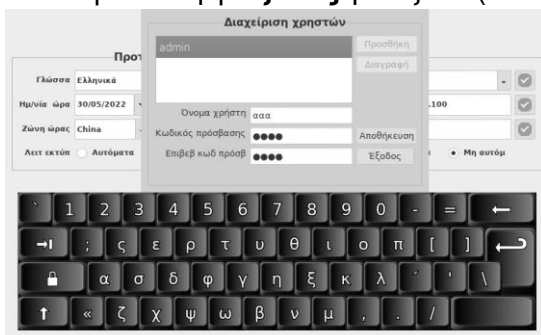 Διαχείριση χρηστών
admin
Προσθήκη
Διαγραφή
Γλώσσα Ελληνικά
Ημ/νία ώρα 30/05/2022
.100
Όνομα χρήστη ααα
Ζώνη ώρας China
Κωδικός πρόσβασης ●●●● Αποθήκευση
Λειτ εκτύπ Αυτόματα
Επιβεβ κωδ πρόσβ ●●●● Έξοδος
Μη αυτόμ
` 1 2 3 4 5 6 7 8 9 0 - =
; ς ε ρ τ υ θ ι ο π [ ]
α σ δ φ γ η ξ κ λ ΄ ' \
« ζ χ ψ ω β ν μ , . /